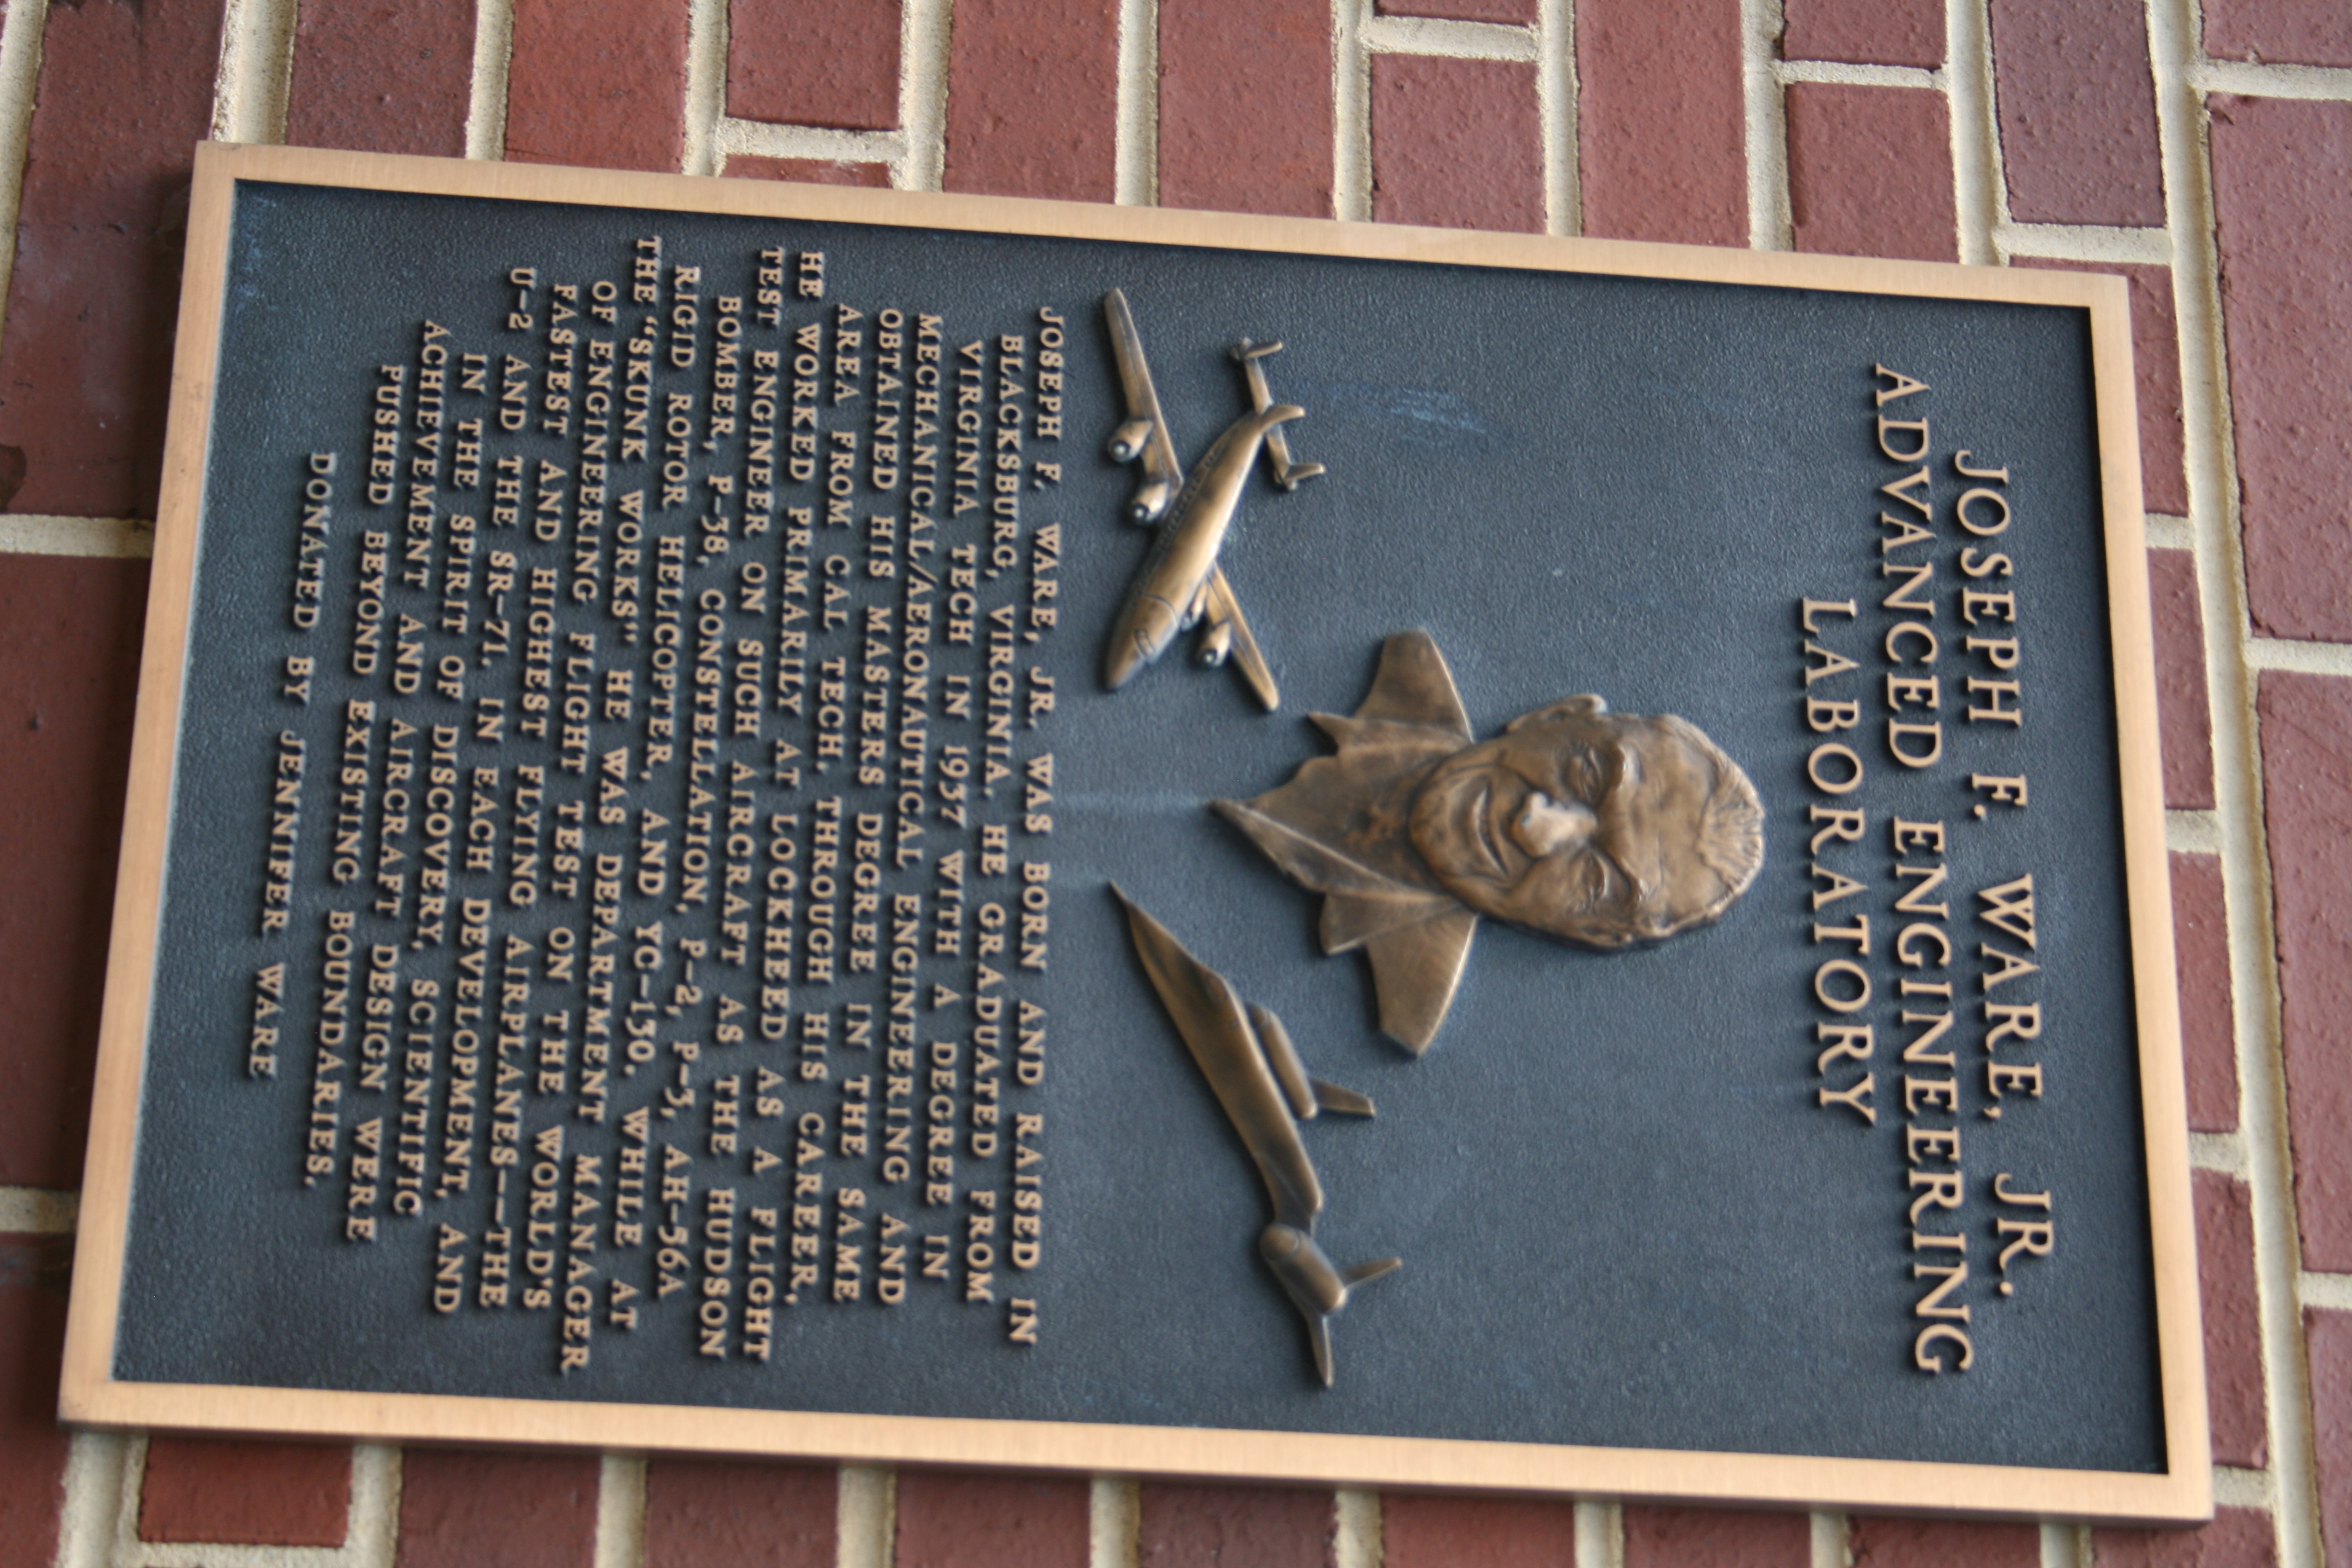 JOSEPH F. WARE, JR.
ADVANCED ENGINEERING
LABORATORY
JOSEPH F. WARE, JR. WAS BORN AND RAISED IN
BLACKSBURG, VIRGINIA. HE GRADUATED FROM
VIRGINIA TECH IN 1937 WITH A DEGREE IN
MECHANICAL/AERONAUTICAL ENGINEERING AND
OBTAINED HIS MASTERS DEGREE IN THE SAME
AREA FROM CAL TECH. THROUGH HIS CAREER,
HE WORKED PRIMARILY AT LOCKHEED AS A FLIGHT
TEST ENGINEER ON SUCH AIRCRAFT AS THE HUDSON
BOMBER, P-38, CONSTELLATION, P-2, P-3, AH-56A
RIGID ROTOR HELICOPTER, AND YC-130. WHILE AT
THE "SKUNK WORKS" HE WAS DEPARTMENT MANAGER
OF ENGINEERING FLIGHT TEST ON THE WORLD'S
FASTEST AND HIGHEST FLYING AIRPLANES--THE
U-2 AND THE SR-71. IN EACH DEVELOPMENT, AND
IN THE SPIRIT OF DISCOVERY, SCIENTIFIC
ACHIEVEMENT AND AIRCRAFT DESIGN WERE
PUSHED BEYOND EXISTING BOUNDARIES.
DONATED BY JENNIFER WARE